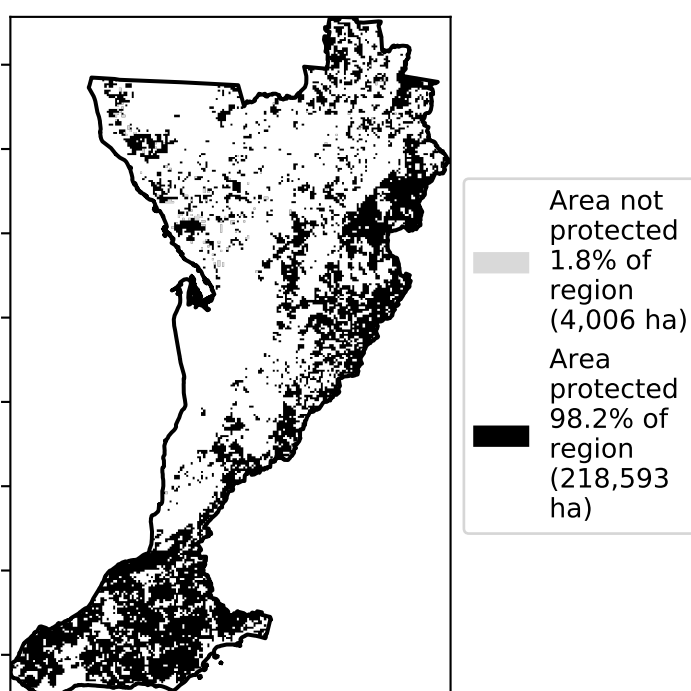 Area not
protected
1.8% of
region
(4,006 ha)
Area
protected
98.2% of
region
(218,593
ha)